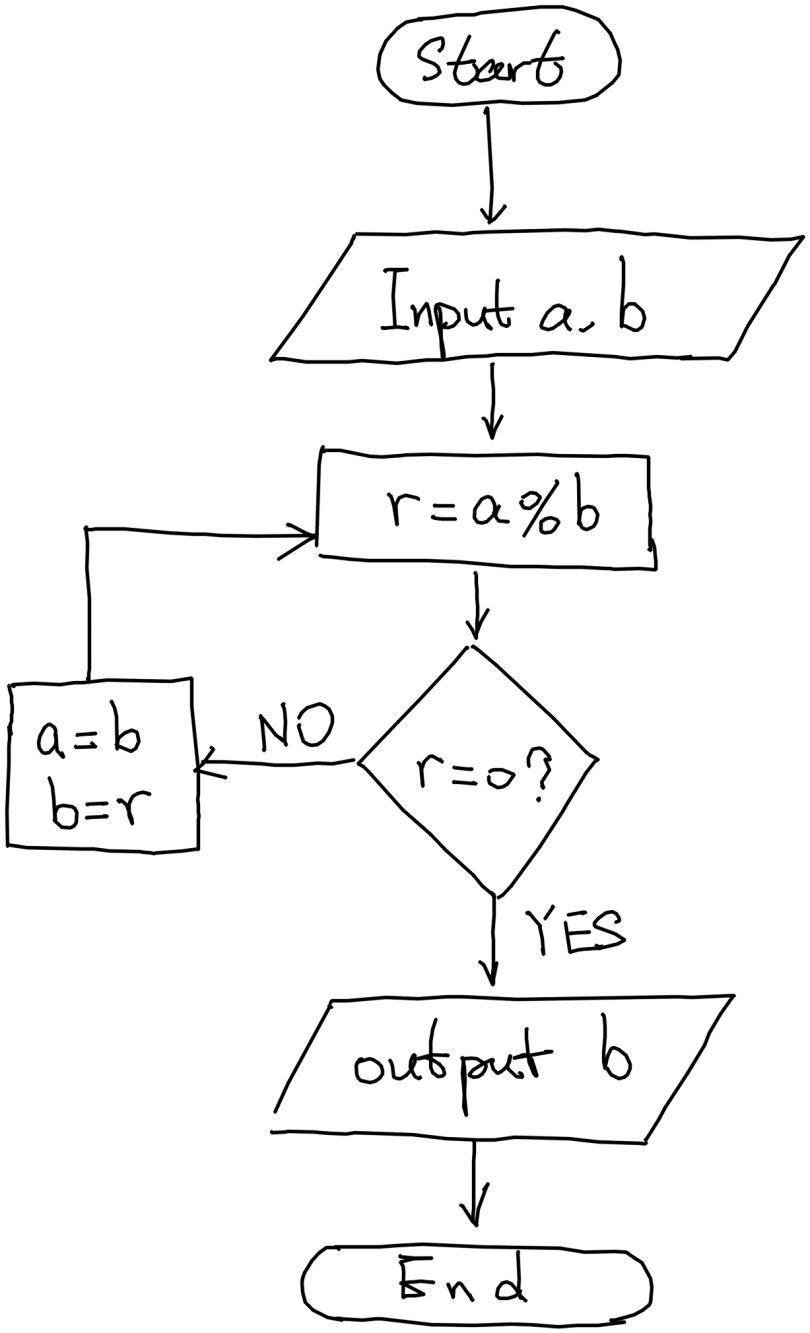 Start
Input a, b
r=a%b
r=0?
NO
a=b
b=r
YES
output b
End